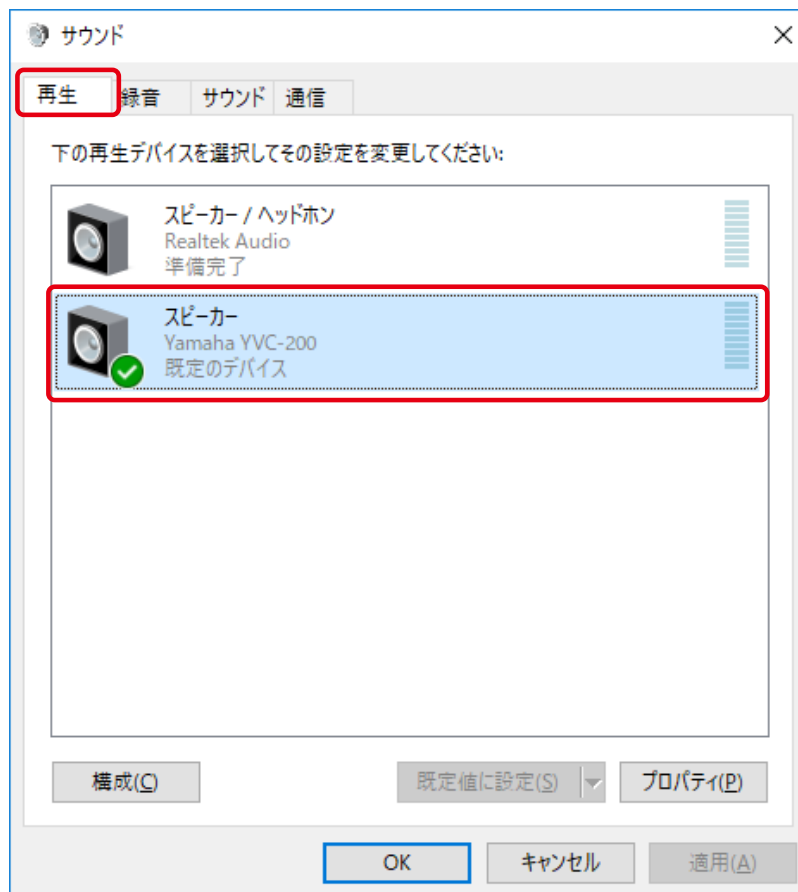 サウンド
再生 録音 サウンド 通信
下の再生デバイスを選択してその設定を変更してください:
スピーカー / ヘッドホン
Realtek Audio
準備完了
スピーカー
Yamaha YVC-200
既定のデバイス
構成(C) 既定値に設定(S) プロパティ(P)
OK キャンセル 適用(A)